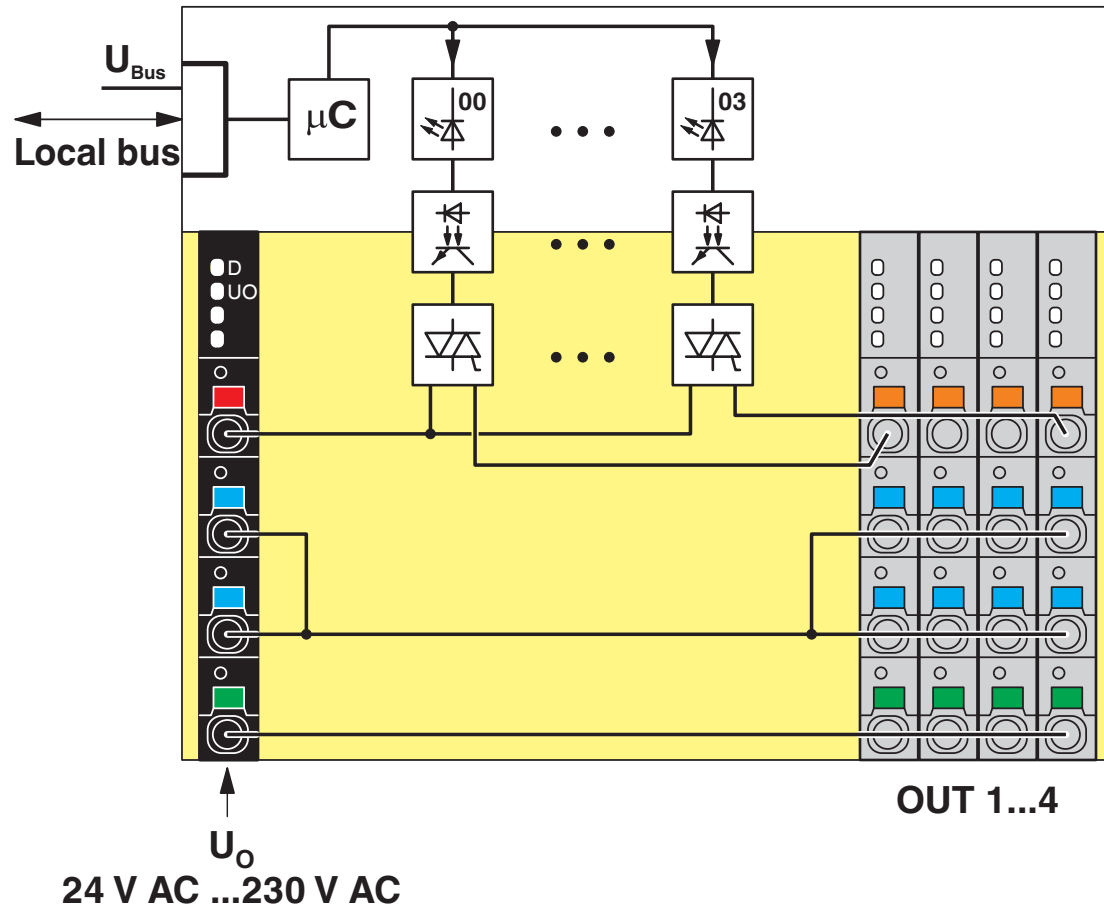 U_Bus
Local bus
µC
00
03
D
UO
OUT 1...4
U_O
24 V AC ...230 V AC